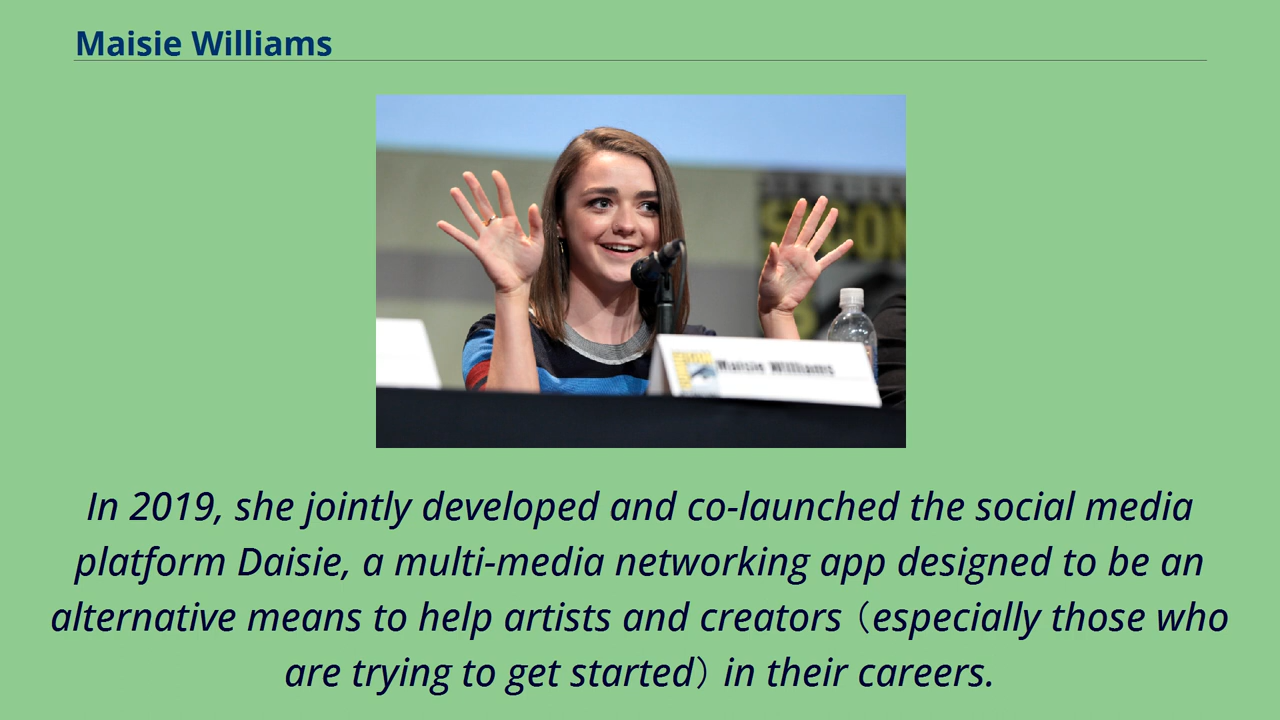 Maisie Williams
CON
Maisie Williams
In 2019, she jointly developed and co-launched the social media
platform Daisie, a multi-media networking app designed to be an
alternative means to help artists and creators（especially those who
are trying to get started）in their careers.